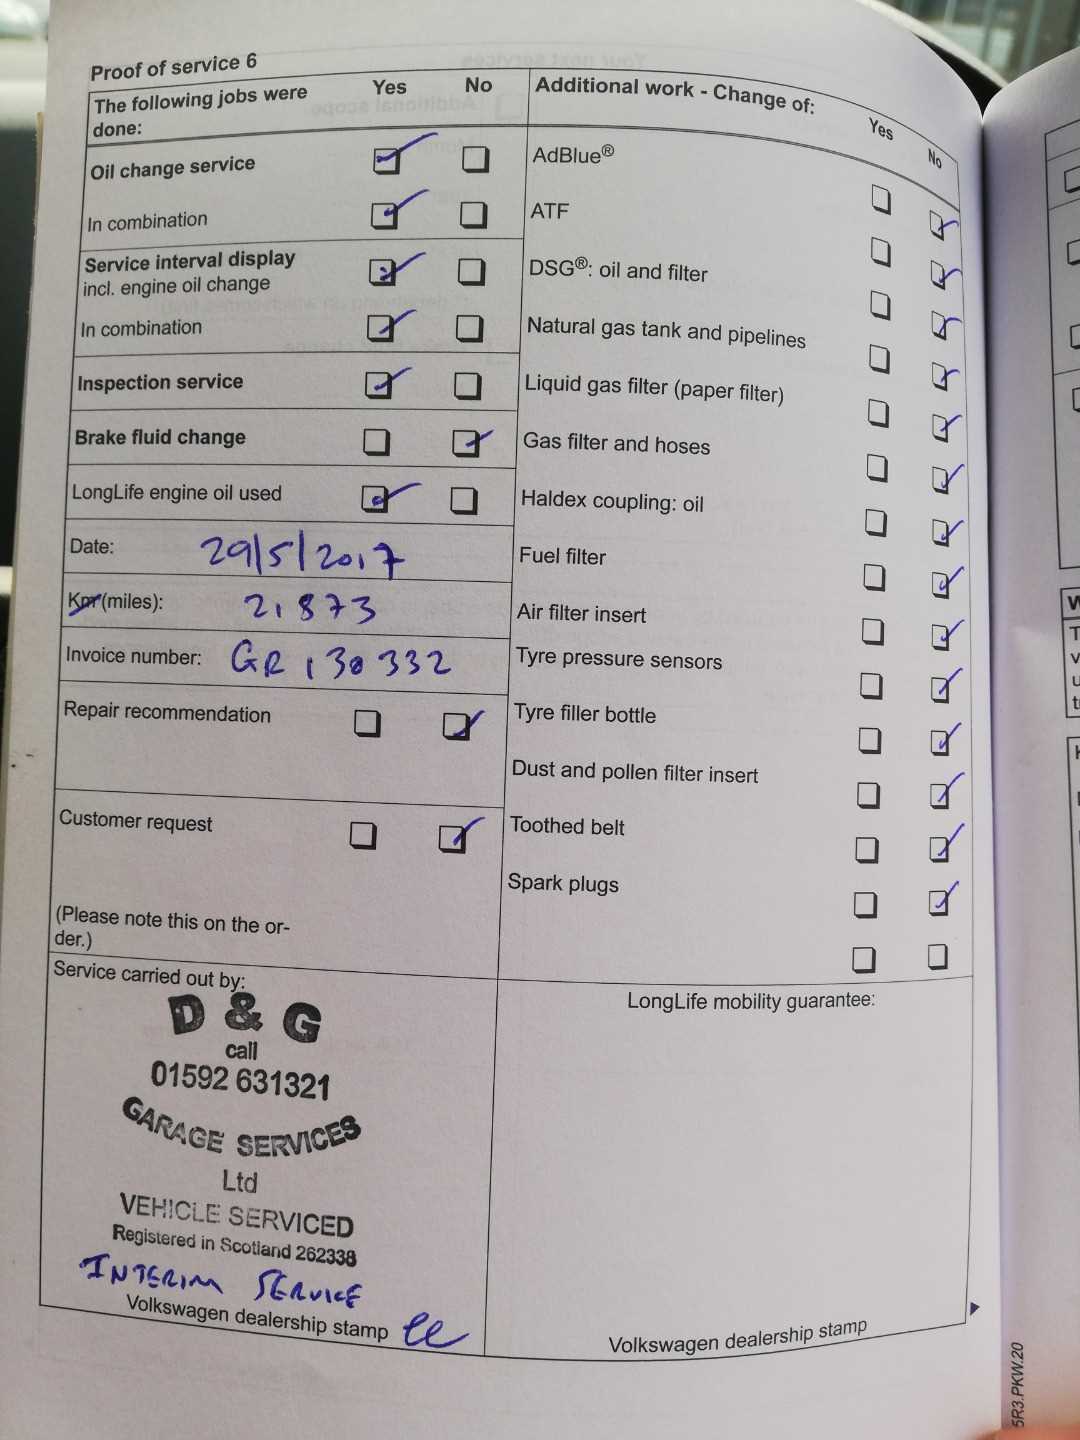 Proof of service 6
The following jobs were done:
Yes No
Oil change service
In combination
Service interval display
incl. engine oil change
In combination
Inspection service
Brake fluid change
LongLife engine oil used
Date: 29/5/2017
Km (miles): 21873
Invoice number: GR 130332
Repair recommendation
Customer request
(Please note this on the or-
der.)
Service carried out by:
D & G
call
01592 631321
GARAGE SERVICES
Ltd
VEHICLE SERVICED
Registered in Scotland 262338
INTERIM SERVICE
Volkswagen dealership stamp
Additional work - Change of:
Yes No
AdBlue®
ATF
DSG®: oil and filter
Natural gas tank and pipelines
Liquid gas filter (paper filter)
Gas filter and hoses
Haldex coupling: oil
Fuel filter
Air filter insert
Tyre pressure sensors
Tyre filler bottle
Dust and pollen filter insert
Toothed belt
Spark plugs
LongLife mobility guarantee:
Volkswagen dealership stamp
5R3.PKW.20